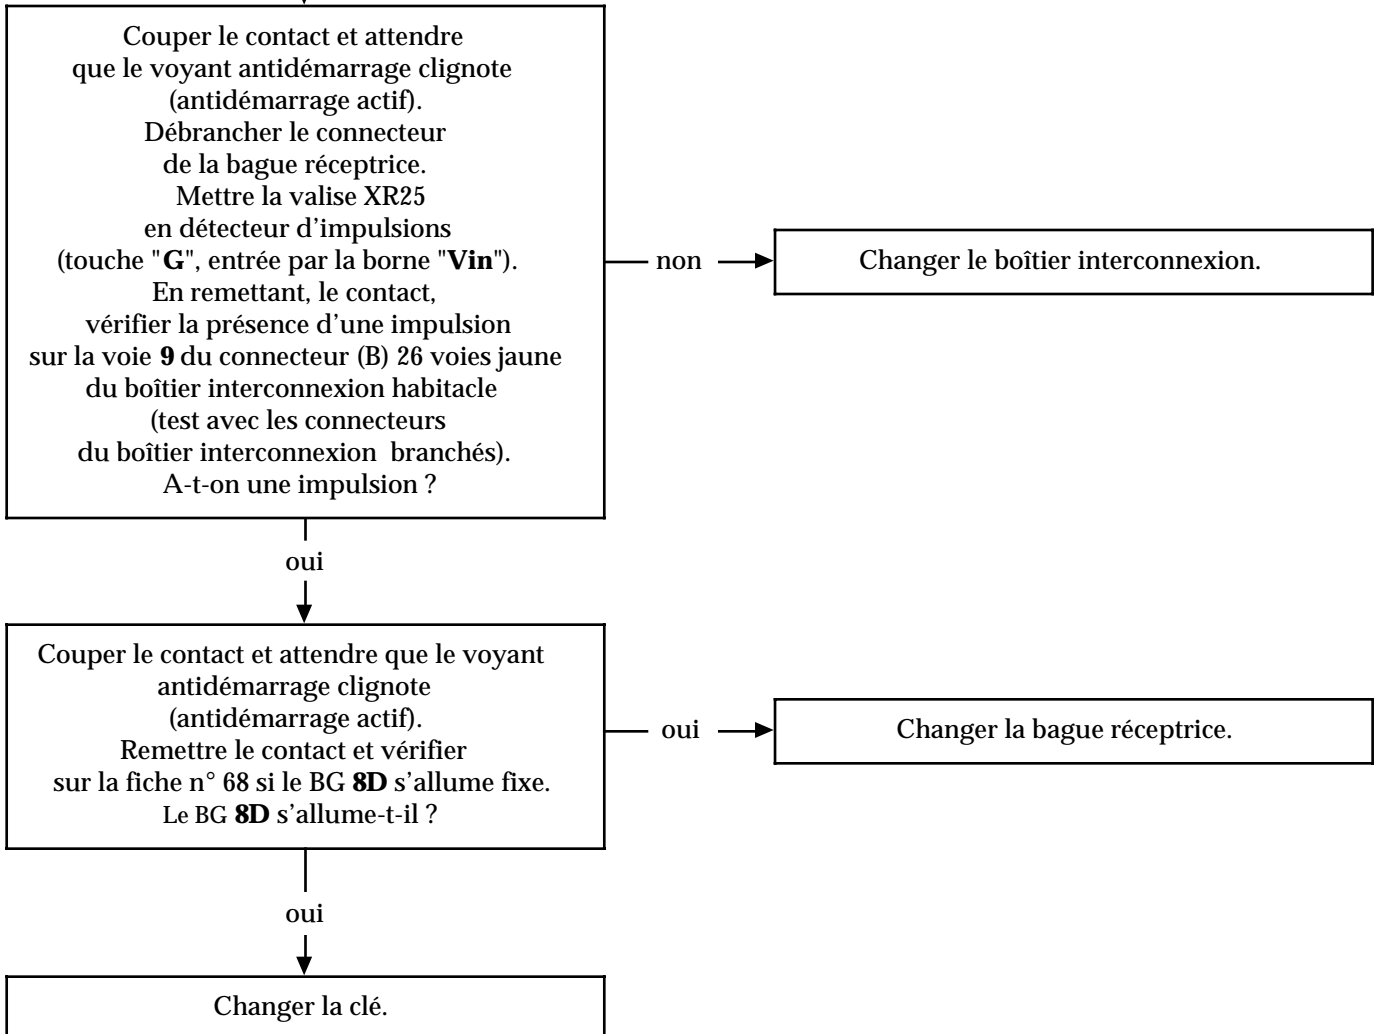 Couper le contact et attendre
que le voyant antidémarrage clignote
(antidémarrage actif).
Débrancher le connecteur
de la bague réceptrice.
Mettre la valise XR25
en détecteur d'impulsions
(touche "G", entrée par la borne "Vin").
En remettant, le contact,
vérifier la présence d'une impulsion
sur la voie 9 du connecteur (B) 26 voies jaune
du boîtier interconnexion habitacle
(test avec les connecteurs
du boîtier interconnexion branchés).
A-t-on une impulsion ?
non
Changer le boîtier interconnexion.
oui
Couper le contact et attendre que le voyant
antidémarrage clignote
(antidémarrage actif).
Remettre le contact et vérifier
sur la fiche n° 68 si le BG 8D s'allume fixe.
Le BG 8D s'allume-t-il ?
oui
Changer la bague réceptrice.
oui
Changer la clé.